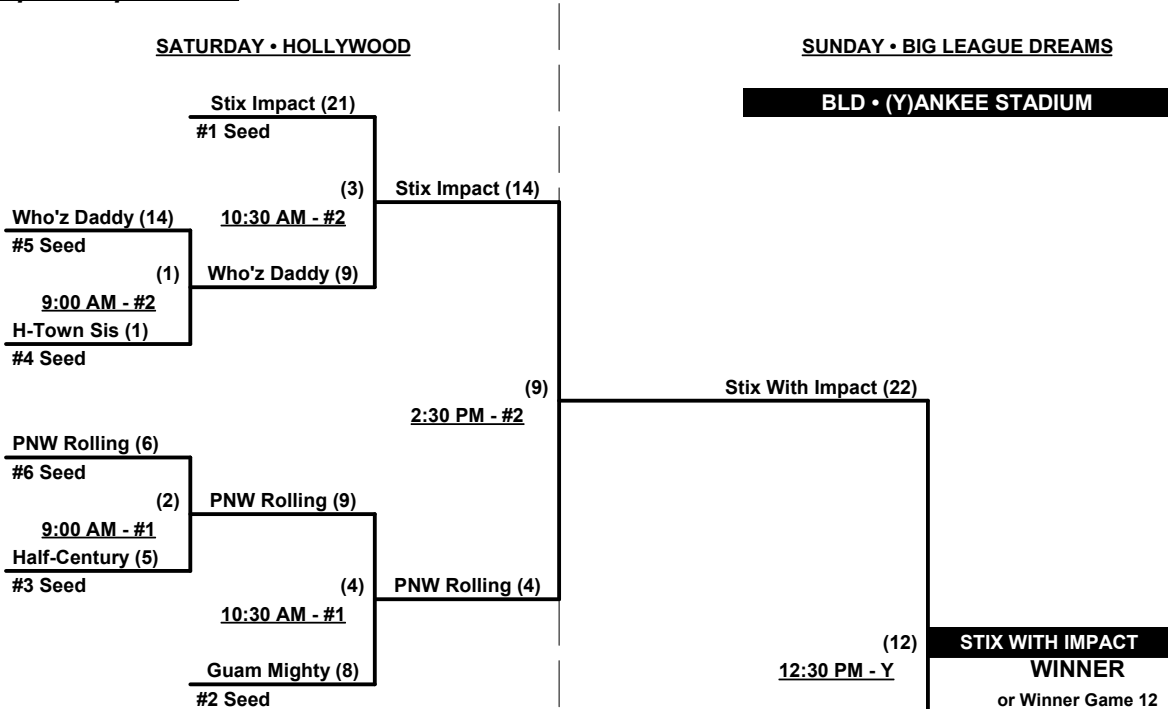 SATURDAY • HOLLYWOOD
SUNDAY • BIG LEAGUE DREAMS
BLD • (Y)ANKEE STADIUM
Stix Impact (21)
#1 Seed
(3)
10:30 AM - #2
Stix Impact (14)
Who'z Daddy (14)
#5 Seed
(1)
9:00 AM - #2
Who'z Daddy (9)
H-Town Sis (1)
#4 Seed
(9)
2:30 PM - #2
Stix With Impact (22)
PNW Rolling (6)
#6 Seed
(2)
9:00 AM - #1
PNW Rolling (9)
Half-Century (5)
#3 Seed
(4)
10:30 AM - #1
PNW Rolling (4)
Guam Mighty (8)
#2 Seed
(12)
12:30 PM - Y
STIX WITH IMPACT
WINNER
or Winner Game 12